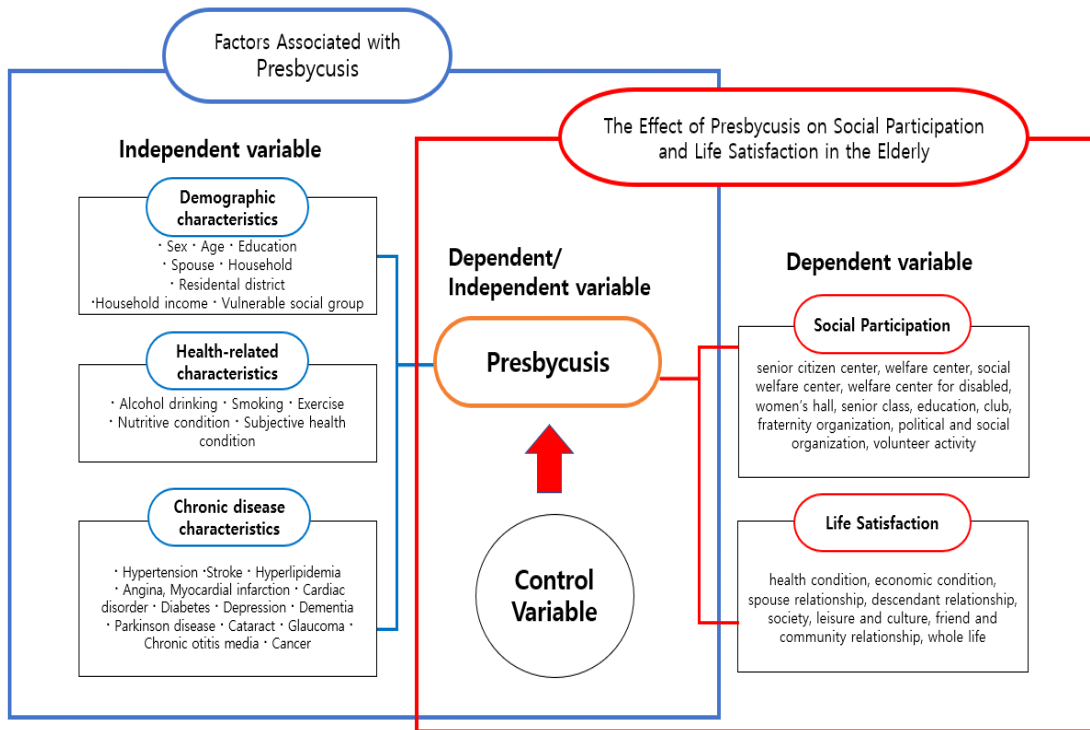 Factors Associated with
Presbycusis
The Effect of Presbycusis on Social Participation
and Life Satisfaction in the Elderly
Independent variable
Demographic
characteristics
· Sex · Age · Education
· Spouse · Household
· Residental district
·Household income · Vulnerable social group
Health-related
characteristics
· Alcohol drinking · Smoking · Exercise
· Nutritive condition · Subjective health
condition
Chronic disease
characteristics
· Hypertension ·Stroke · Hyperlipidemia
· Angina, Myocardial infarction · Cardiac
disorder · Diabetes · Depression · Dementia
· Parkinson disease · Cataract · Glaucoma ·
Chronic otitis media · Cancer
Dependent/
Independent variable
Presbycusis
Control
Variable
Dependent variable
Social Participation
senior citizen center, welfare center, social
welfare center, welfare center for disabled,
women's hall, senior class, education, club,
fraternity organization, political and social
organization, volunteer activity
Life Satisfaction
health condition, economic condition,
spouse relationship, descendant relationship,
society, leisure and culture, friend and
community relationship, whole life